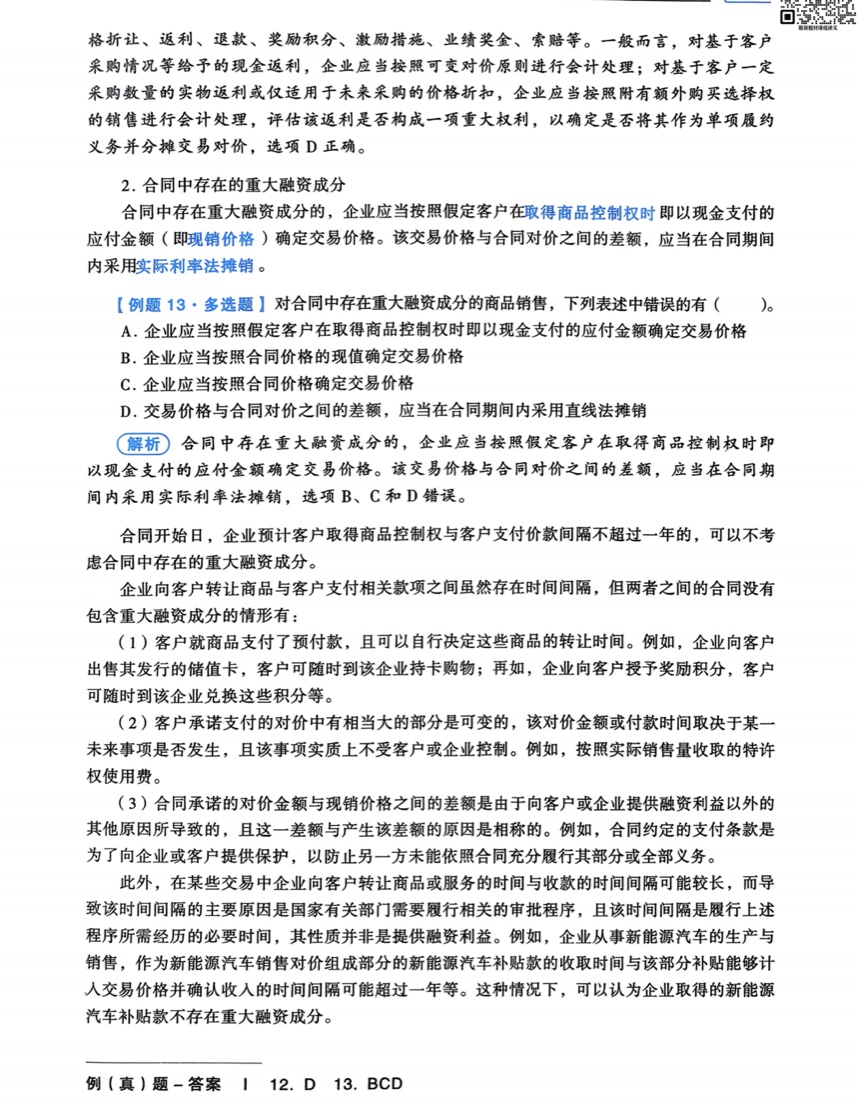 格折让、返利、退款、奖励积分、激励措施、业绩奖金、索赔等。一般而言，对基于客户
采购情况等给予的现金返利，企业应当按照可变对价原则进行会计处理；对基于客户一定
采购数量的实物返利或仅适用于未来采购的价格折扣，企业应当按照附有额外购买选择权
的销售进行会计处理，评估该返利是否构成一项重大权利，以确定是否将其作为单项履约
义务并分摊交易对价，选项 D 正确。
2. 合同中存在的重大融资成分
合同中存在重大融资成分的，企业应当按照假定客户在取得商品控制权时即以现金支付的
应付金额（即现销价格）确定交易价格。该交易价格与合同对价之间的差额，应当在合同期间
内采用实际利率法摊销。
【例题 13·多选题】对合同中存在重大融资成分的商品销售，下列表述中错误的有（　　）。
A. 企业应当按照假定客户在取得商品控制权时即以现金支付的应付金额确定交易价格
B. 企业应当按照合同价格的现值确定交易价格
C. 企业应当按照合同价格确定交易价格
D. 交易价格与合同对价之间的差额，应当在合同期间内采用直线法摊销
解析 合同中存在重大融资成分的，企业应当按照假定客户在取得商品控制权时即
以现金支付的应付金额确定交易价格。该交易价格与合同对价之间的差额，应当在合同期
间内采用实际利率法摊销，选项 B、C 和 D 错误。
合同开始日，企业预计客户取得商品控制权与客户支付价款间隔不超过一年的，可以不考
虑合同中存在的重大融资成分。
企业向客户转让商品与客户支付相关款项之间虽然存在时间间隔，但两者之间的合同没有
包含重大融资成分的情形有：
（1）客户就商品支付了预付款，且可以自行决定这些商品的转让时间。例如，企业向客户
出售其发行的储值卡，客户可随时到该企业持卡购物；再如，企业向客户授予奖励积分，客户
可随时到该企业兑换这些积分等。
（2）客户承诺支付的对价中有相当大的部分是可变的，该对价金额或付款时间取决于某一
未来事项是否发生，且该事项实质上不受客户或企业控制。例如，按照实际销售量收取的特许
权使用费。
（3）合同承诺的对价金额与现销价格之间的差额是由于向客户或企业提供融资利益以外的
其他原因所导致的，且这一差额与产生该差额的原因是相称的。例如，合同约定的支付条款是
为了向企业或客户提供保护，以防止另一方未能依照合同充分履行其部分或全部义务。
此外，在某些交易中企业向客户转让商品或服务的时间与收款的时间间隔可能较长，而导
致该时间间隔的主要原因是国家有关部门需要履行相关的审批程序，且该时间间隔是履行上述
程序所需经历的必要时间，其性质并非是提供融资利益。例如，企业从事新能源汽车的生产与
销售，作为新能源汽车销售对价组成部分的新能源汽车补贴款的收取时间与该部分补贴能够计
入交易价格并确认收入的时间间隔可能超过一年等。这种情况下，可以认为企业取得的新能源
汽车补贴款不存在重大融资成分。
例（真）题－答案 | 12. D 13. BCD